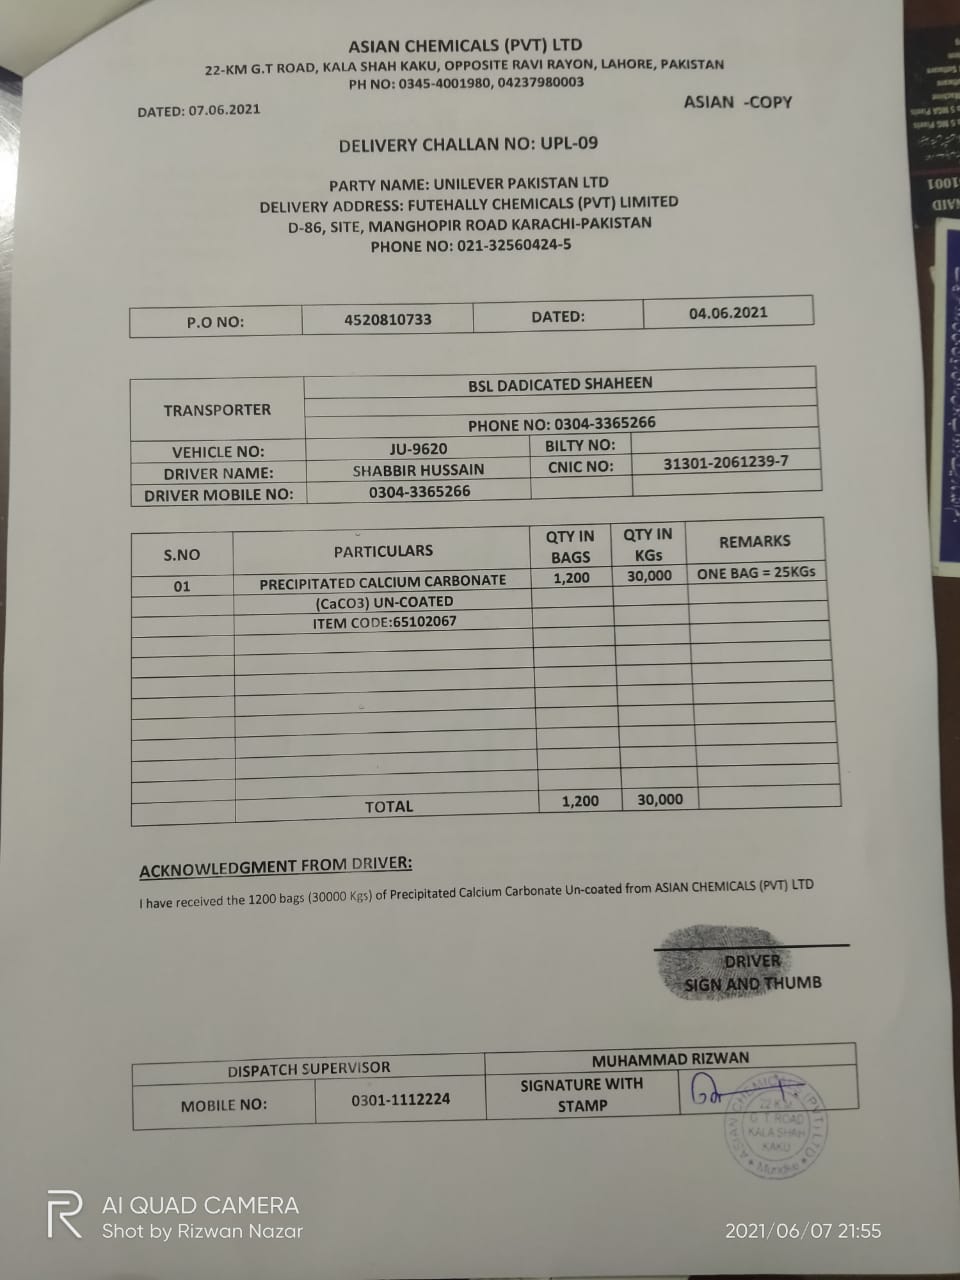 ASIAN CHEMICALS (PVT) LTD
22-KM G.T ROAD, KALA SHAH KAKU, OPPOSITE RAVI RAYON, LAHORE, PAKISTAN
PH NO: 0345-4001980, 04237980003
DATED: 07.06.2021
ASIAN -COPY
DELIVERY CHALLAN NO: UPL-09
PARTY NAME: UNILEVER PAKISTAN LTD
DELIVERY ADDRESS: FUTEHALLY CHEMICALS (PVT) LIMITED
D-86, SITE, MANGHOPIR ROAD KARACHI-PAKISTAN
PHONE NO: 021-32560424-5
P.O NO: 4520810733 DATED: 04.06.2021
TRANSPORTER
BSL DADICATED SHAHEEN
PHONE NO: 0304-3365266
VEHICLE NO: JU-9620 BILTY NO:
DRIVER NAME: SHABBIR HUSSAIN CNIC NO: 31301-2061239-7
DRIVER MOBILE NO: 0304-3365266
S.NO PARTICULARS QTY IN BAGS QTY IN KGs REMARKS
01 PRECIPITATED CALCIUM CARBONATE 1,200 30,000 ONE BAG = 25KGs
(CaCO3) UN-COATED
ITEM CODE:65102067
TOTAL 1,200 30,000
ACKNOWLEDGMENT FROM DRIVER:
I have received the 1200 bags (30000 Kgs) of Precipitated Calcium Carbonate Un-coated from ASIAN CHEMICALS (PVT) LTD
DRIVER
SIGN AND THUMB
DISPATCH SUPERVISOR MUHAMMAD RIZWAN
MOBILE NO: 0301-1112224 SIGNATURE WITH STAMP
ASIAN CHEMICALS (PVT) LTD
22-K.M
G T. ROAD
KALA SHAH
KAKU
AI QUAD CAMERA
Shot by Rizwan Nazar
2021/06/07 21:55